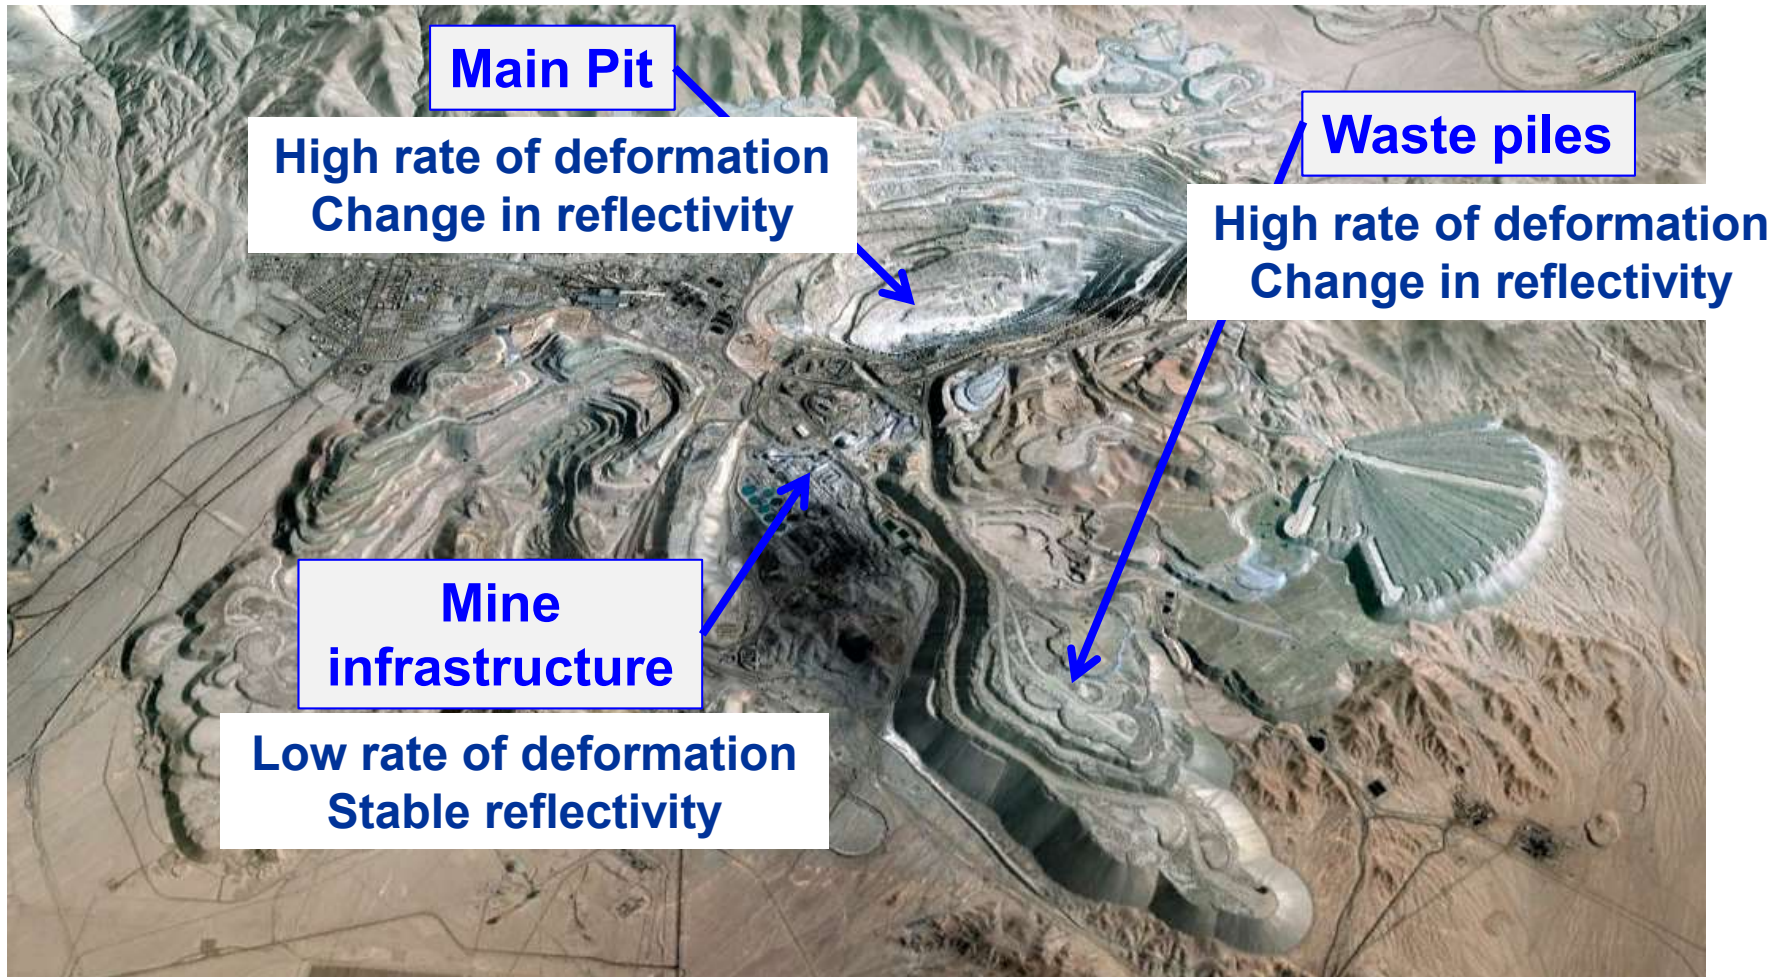 Main Pit
High rate of deformation
Change in reflectivity
Waste piles
High rate of deformation
Change in reflectivity
Mine
infrastructure
Low rate of deformation
Stable reflectivity